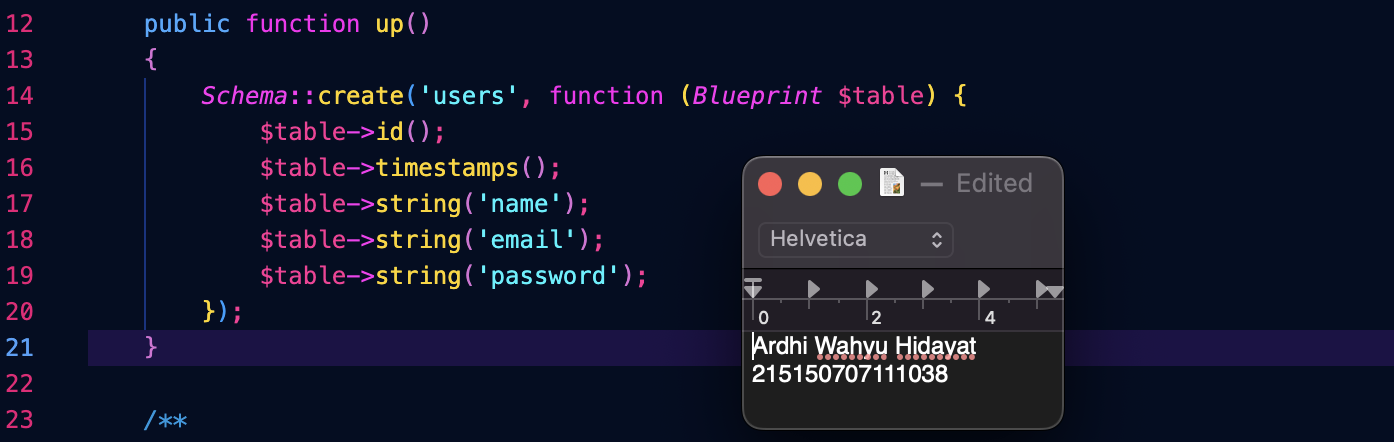 12 public function up()
13 {
14 Schema::create('users', function (Blueprint $table) {
15 $table->id();
16 $table->timestamps();
17 $table->string('name');
18 $table->string('email');
19 $table->string('password');
20 });
21 }
22
23 /**
— Edited
Helvetica
0 2 4
Ardhi Wahyu Hidayat
215150707111038